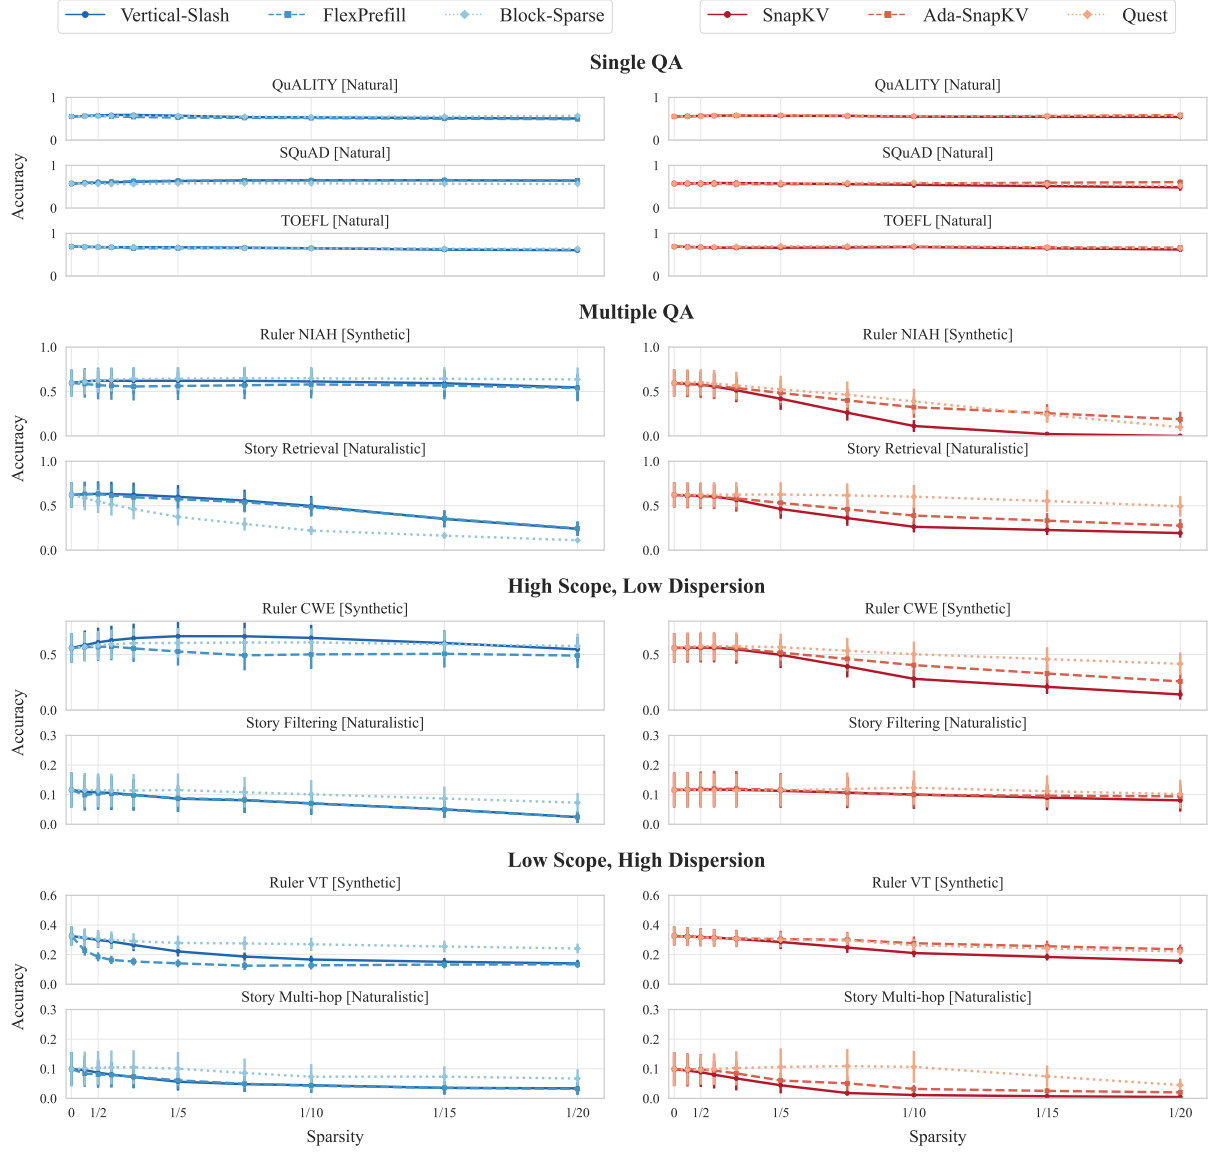 Vertical-Slash FlexPrefill Block-Sparse SnapKV Ada-SnapKV Quest
Single QA
QuALITY [Natural] QuALITY [Natural]
1 1
0 0
SQuAD [Natural] SQuAD [Natural]
1 1
Accuracy
0 0
TOEFL [Natural] TOEFL [Natural]
1 1
0 0
Multiple QA
Ruler NIAH [Synthetic] Ruler NIAH [Synthetic]
1.0 1.0
0.5 0.5
0.0 0.0
Accuracy
Story Retrieval [Naturalistic] Story Retrieval [Naturalistic]
1.0 1.0
0.5 0.5
0.0 0.0
High Scope, Low Dispersion
Ruler CWE [Synthetic] Ruler CWE [Synthetic]
0.5 0.5
0.0 0.0
Accuracy
Story Filtering [Naturalistic] Story Filtering [Naturalistic]
0.3 0.3
0.2 0.2
0.1 0.1
0.0 0.0
Low Scope, High Dispersion
Ruler VT [Synthetic] Ruler VT [Synthetic]
0.6 0.6
0.4 0.4
0.2 0.2
0.0 0.0
Accuracy
Story Multi-hop [Naturalistic] Story Multi-hop [Naturalistic]
0.3 0.3
0.2 0.2
0.1 0.1
0.0 0.0
0 1/2 1/5 1/10 1/15 1/20 0 1/2 1/5 1/10 1/15 1/20
Sparsity Sparsity